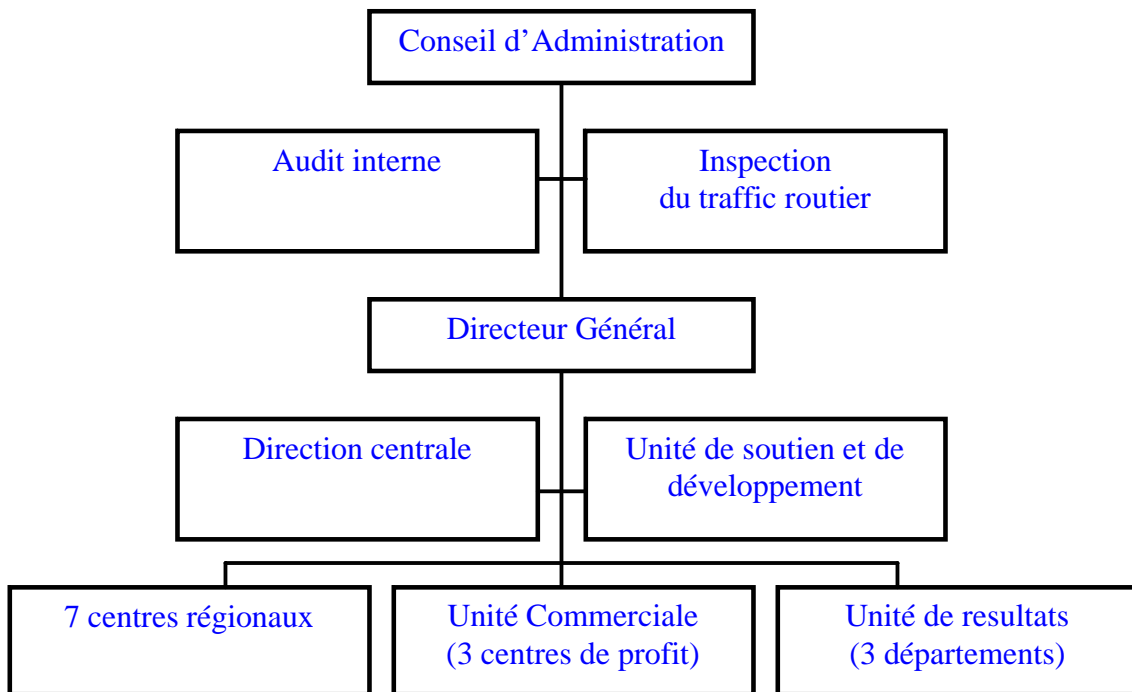 Conseil d’Administration
Audit interne
Inspection
du traffic routier
Directeur Général
Direction centrale
Unité de soutien et de
développement
7 centres régionaux
Unité Commerciale
(3 centres de profit)
Unité de resultats
(3 départements)